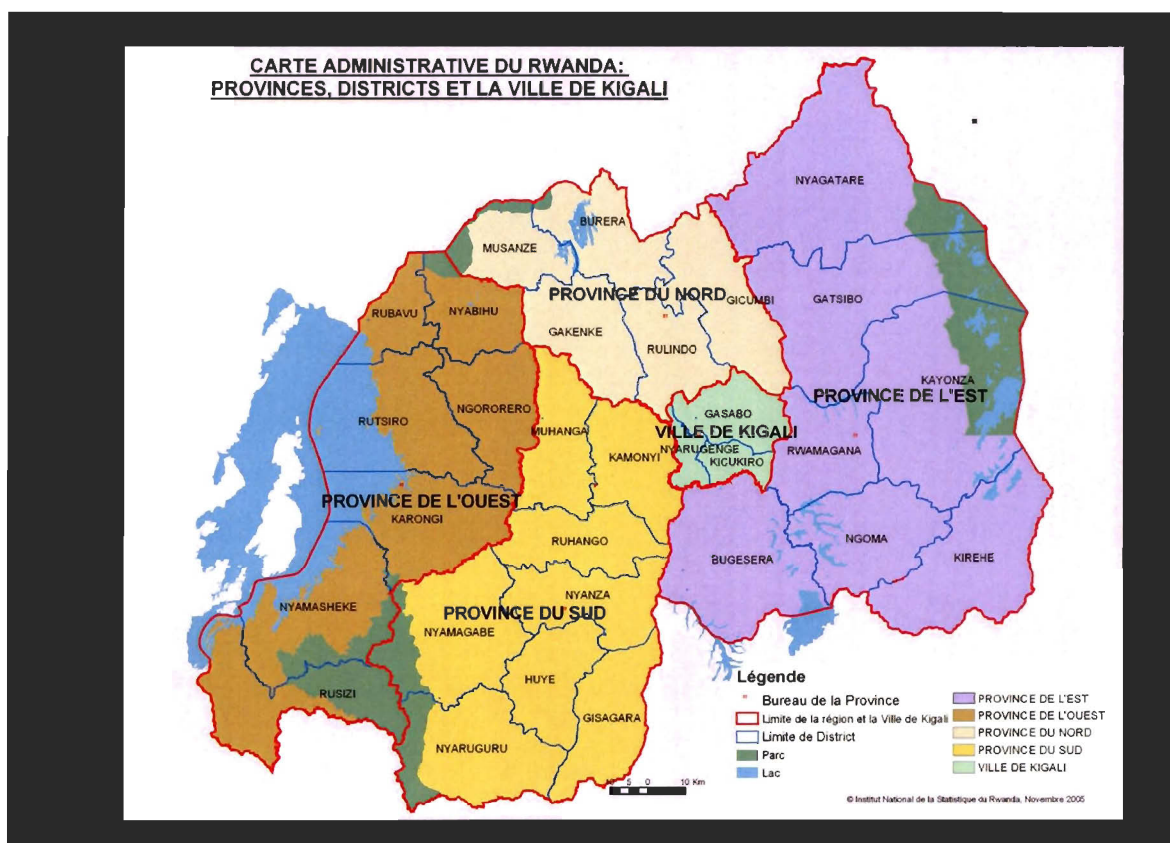 CARTE ADMINISTRATIVE DU RWANDA:
PROVINCES, DISTRICTS ET LA VILLE DE KIGALI
NYAGATARE
BURERA
MUSANZE
PROVINCE DU NORD
GICUMBI
GATSIBO
RUBAVU
NYABIHU
GAKENKE
RULINDO
KAYONZA
PROVINCE DE L'EST
NGORORERO
RUTSIRO
GASABO
MUHANGA
VILLE DE KIGALI
NYARUGENGE
KAMONYI
RWAMAGANA
KICUKIRO
PROVINCE DE L'OUEST
KARONGI
RUHANGO
NGOMA
BUGESERA
KIREHE
NYANZA
NYAMASHEKE
PROVINCE DU SUD
NYAMAGABE
HUYE
RUSIZI
GISAGARA
NYARUGURU
Légende
Bureau de la Province
Limite de la région et la Ville de Kigali
Limite de District
Parc
Lac
PROVINCE DE L'EST
PROVINCE DE L'OUEST
PROVINCE DU NORD
PROVINCE DU SUD
VILLE DE KIGALI
10 5 0 10 Km
© Institut National de la Statistique du Rwanda, Novembre 2005